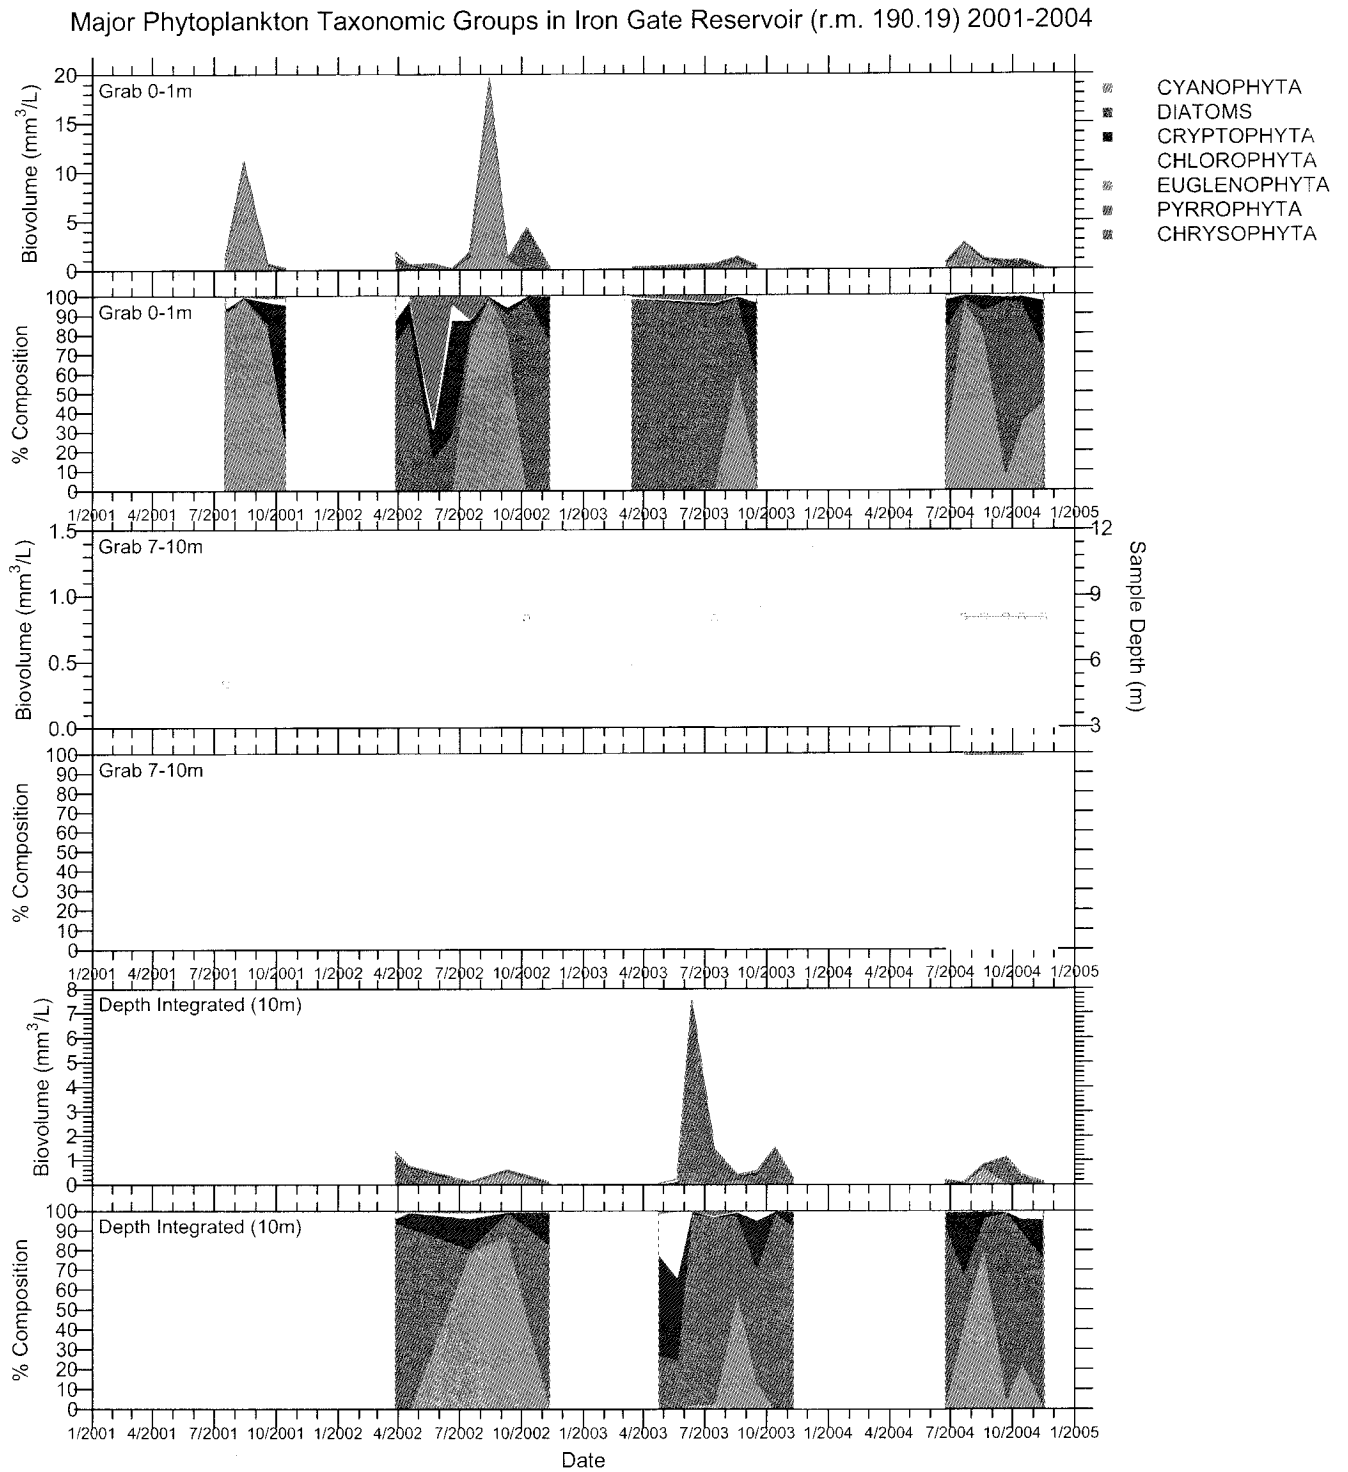 Major Phytoplankton Taxonomic Groups in Iron Gate Reservoir (r.m. 190.19) 2001-2004
CYANOPHYTA
DIATOMS
CRYPTOPHYTA
CHLOROPHYTA
EUGLENOPHYTA
PYRROPHYTA
CHRYSOPHYTA
Grab 0-1m
Biovolume (mm³/L)
20
15
10
5
0
Grab 0-1m
% Composition
100
90
80
70
60
50
40
30
20
10
0
1/2001 4/2001 7/2001 10/2001 1/2002 4/2002 7/2002 10/2002 1/2003 4/2003 7/2003 10/2003 1/2004 4/2004 7/2004 10/2004 1/2005
Grab 7-10m
Biovolume (mm³/L)
1.5
1.0
0.5
0.0
12
9
6
3
Sample Depth (m)
Grab 7-10m
% Composition
100
90
80
70
60
50
40
30
20
10
0
1/2001 4/2001 7/2001 10/2001 1/2002 4/2002 7/2002 10/2002 1/2003 4/2003 7/2003 10/2003 1/2004 4/2004 7/2004 10/2004 1/2005
Depth Integrated (10m)
Biovolume (mm³/L)
8
7
6
5
4
3
2
1
0
Depth Integrated (10m)
% Composition
100
90
80
70
60
50
40
30
20
10
0
1/2001 4/2001 7/2001 10/2001 1/2002 4/2002 7/2002 10/2002 1/2003 4/2003 7/2003 10/2003 1/2004 4/2004 7/2004 10/2004 1/2005
Date